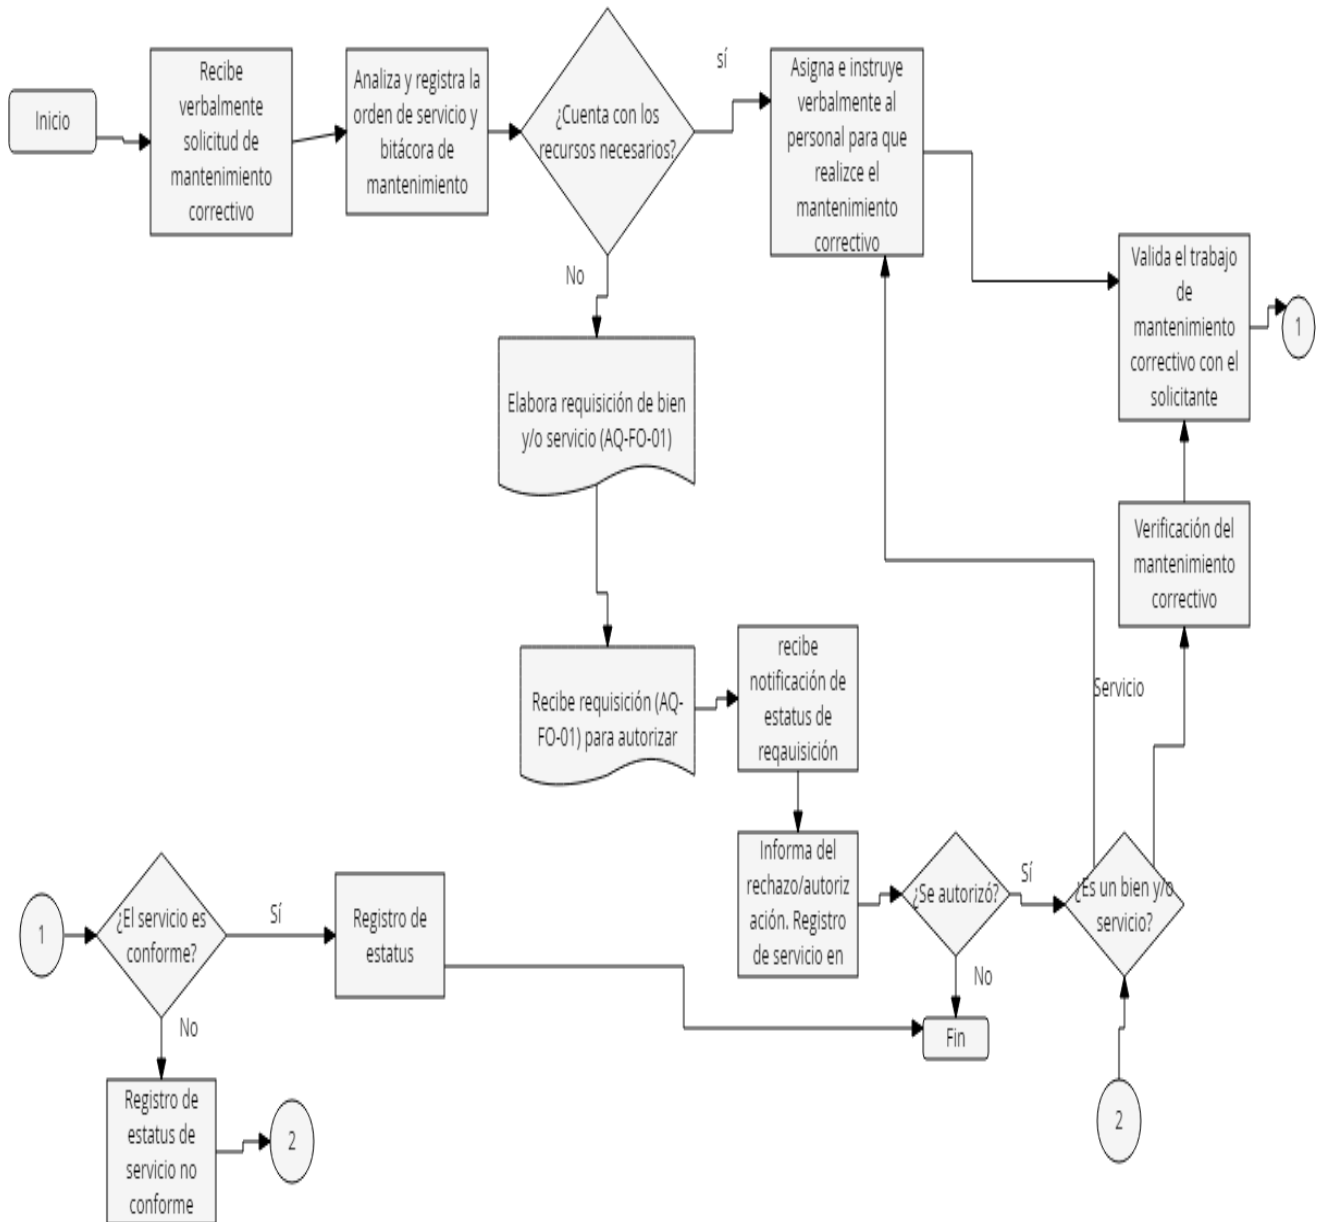 Inicio
Recibe
verbalmente
solicitud de
mantenimiento
correctivo
Analiza y registra la
orden de servicio y
bitácora de
mantenimiento
¿Cuenta con los
recursos necesarios?
sí
No
Asigna e instruye
verbalmente al
personal para que
realizce el
mantenimiento
correctivo
Valida el trabajo
de
mantenimiento
correctivo con el
solicitante
1
Elabora requisición de bien
y/o servicio (AQ-FO-01)
Verificación del
mantenimiento
correctivo
Recibe requisición (AQ-
FO-01) para autorizar
recibe
notificación de
estatus de
reqauisición
Servicio
Informa del
rechazo/autoriz
ación. Registro
de servicio en
¿Se autorizó?
Sí
No
¿Es un bien y/o
servicio?
Fin
2
1
¿El servicio es
conforme?
Sí
No
Registro de
estatus
Registro de
estatus de
servicio no
conforme
2